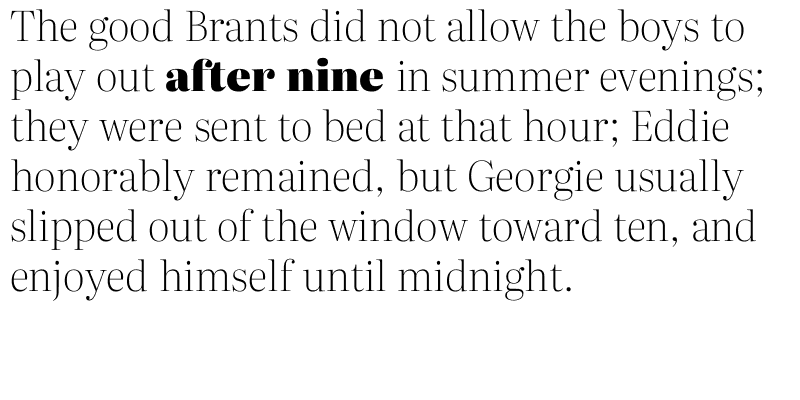 The good Brants did not allow the boys to
play out after nine in summer evenings;
they were sent to bed at that hour; Eddie
honorably remained, but Georgie usually
slipped out of the window toward ten, and
enjoyed himself until midnight.